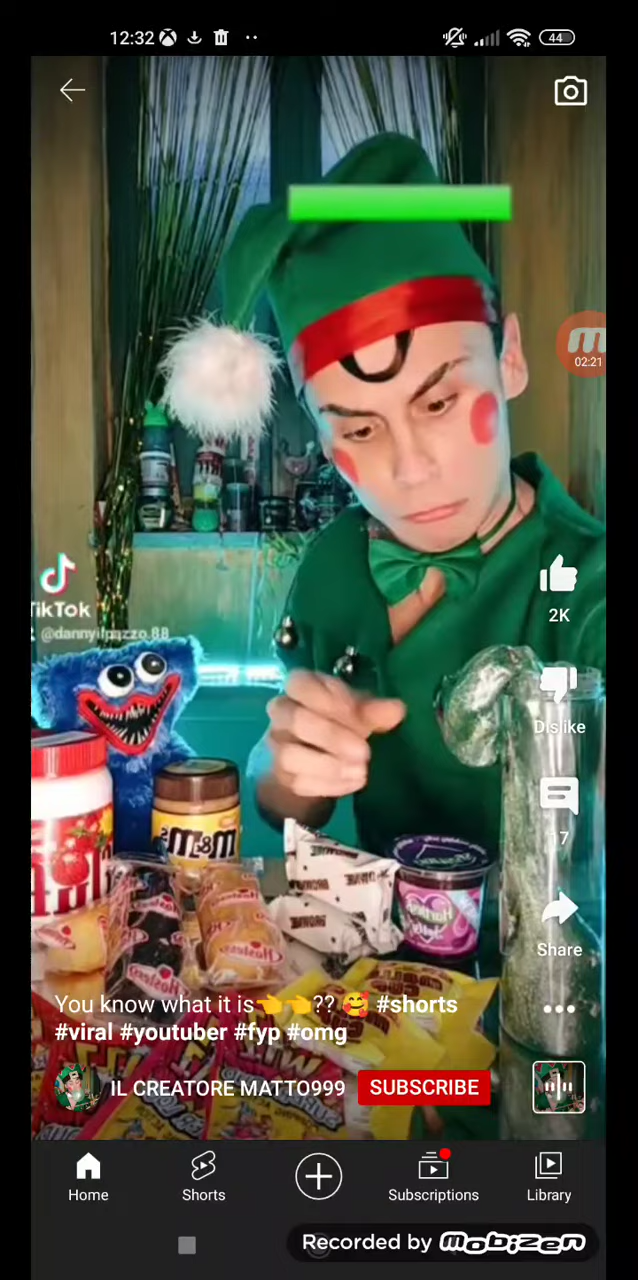 12:32
44
02:21
TikTok
@dannyilpazzo.88
2K
Dislike
M&M's
17
Share
Hostess
Hostess
You know what it is👈👈?? 🥰 #shorts
#viral #youtuber #fyp #omg
IL CREATORE MATTO999
SUBSCRIBE
Home
Shorts
Subscriptions
Library
Recorded by mobizen